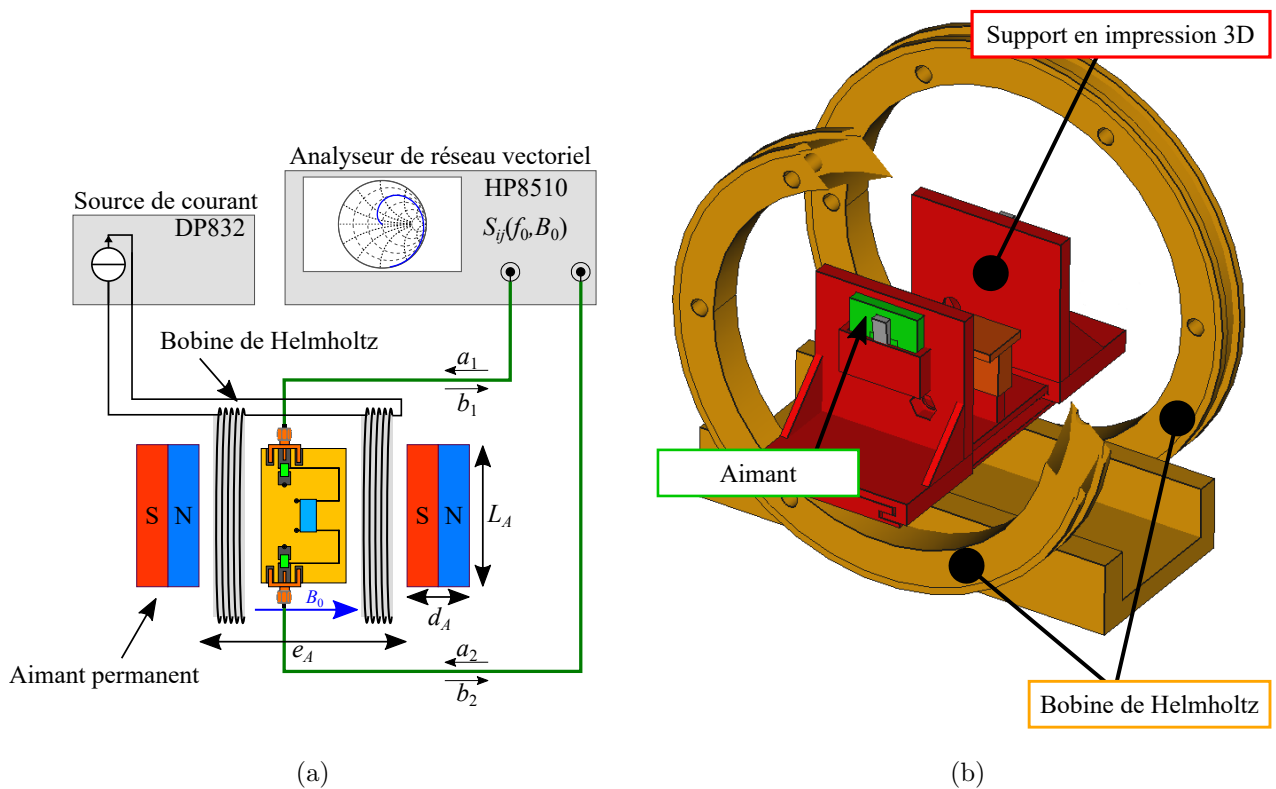 Analyseur de réseau vectoriel
HP8510
S_ij(f_0,B_0)
Source de courant
DP832
Bobine de Helmholtz
a_1
b_1
S N
S N
L_A
B_0
d_A
e_A
a_2
b_2
Aimant permanent
(a)
Support en impression 3D
Aimant
Bobine de Helmholtz
(b)